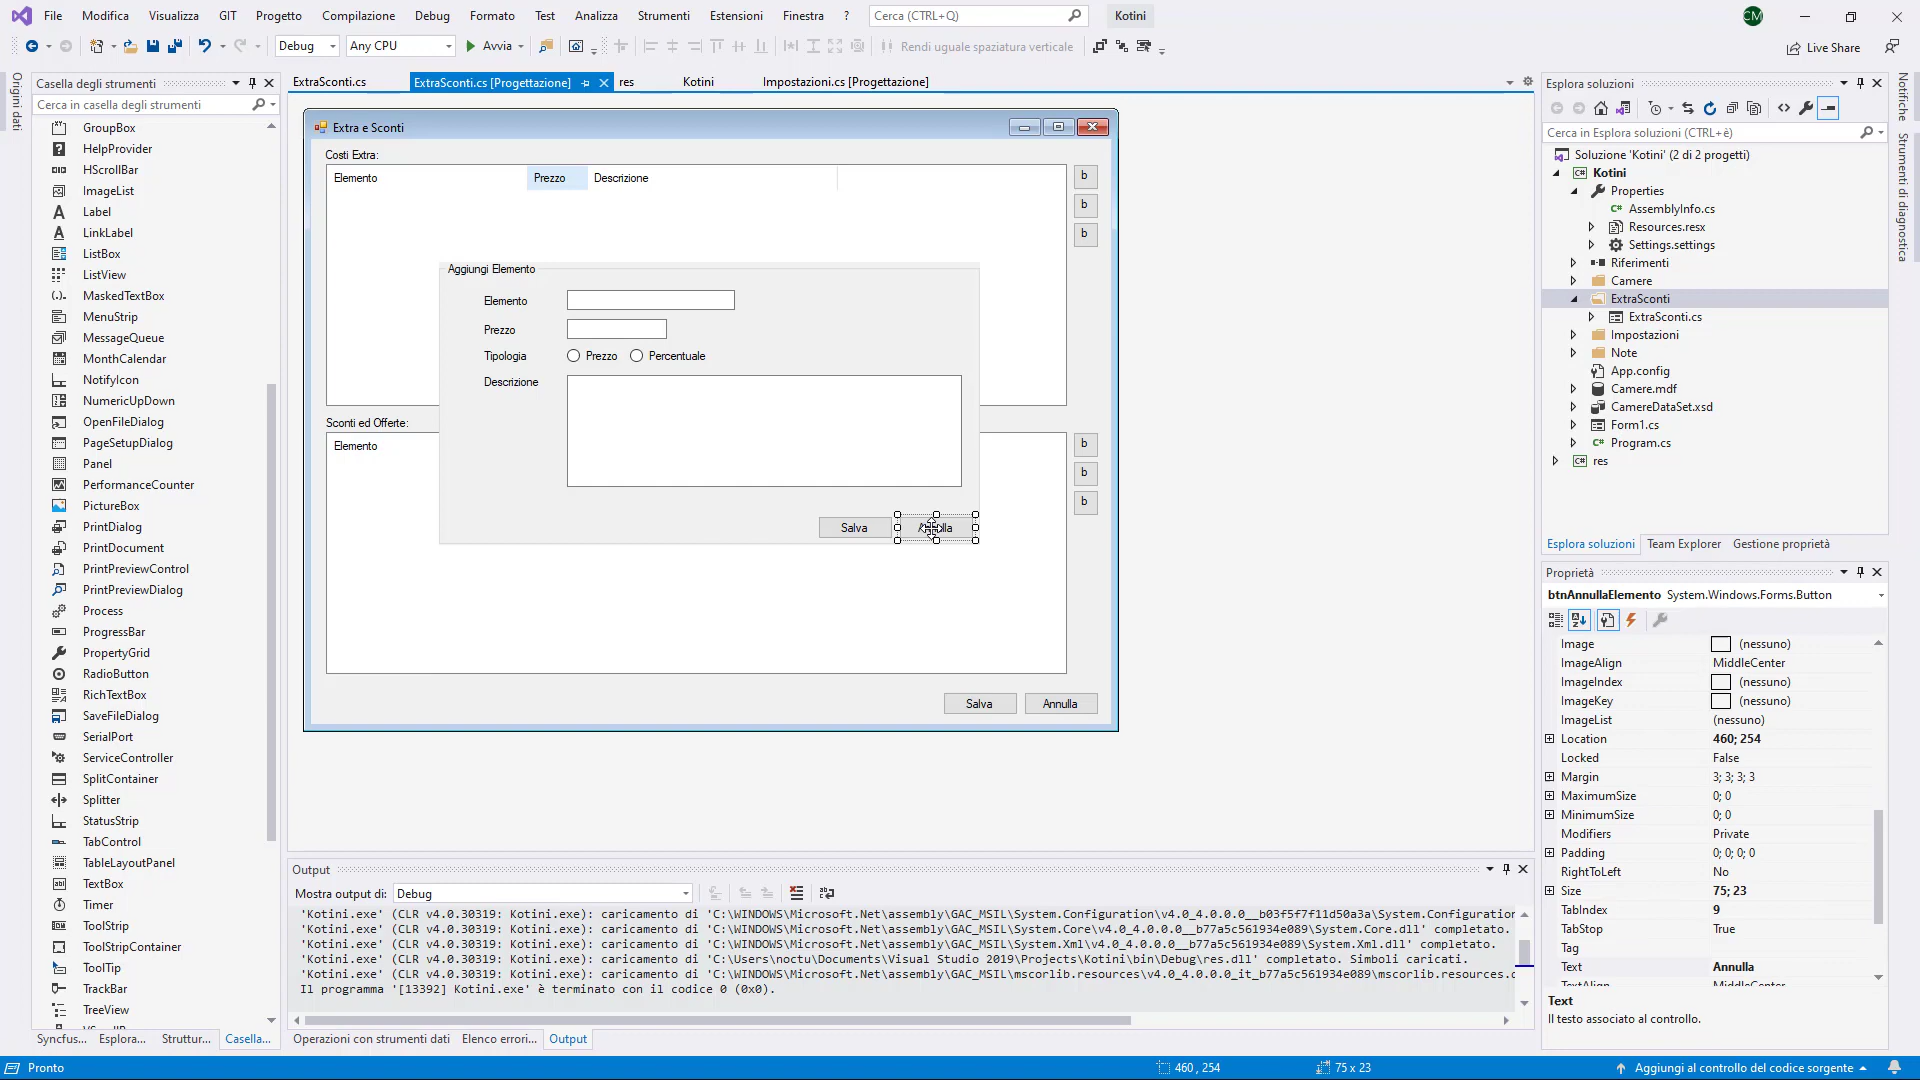 File Modifica Visualizza GIT Progetto Compilazione Debug Formato Test Analizza Strumenti Estensioni Finestra ? Cerca (CTRL+Q) Kotini CM
Debug Any CPU Avvia Rendi uguale spaziatura verticale Live Share
Origini dati
Casella degli strumenti
Cerca in casella degli strumenti
GroupBox
HelpProvider
HScrollBar
ImageList
Label
LinkLabel
ListBox
ListView
MaskedTextBox
MenuStrip
MessageQueue
MonthCalendar
NotifyIcon
NumericUpDown
OpenFileDialog
PageSetupDialog
Panel
PerformanceCounter
PictureBox
PrintDialog
PrintDocument
PrintPreviewControl
PrintPreviewDialog
Process
ProgressBar
PropertyGrid
RadioButton
RichTextBox
SaveFileDialog
SerialPort
ServiceController
SplitContainer
Splitter
StatusStrip
TabControl
TableLayoutPanel
TextBox
Timer
ToolStrip
ToolStripContainer
ToolTip
TrackBar
TreeView
Syncfus... Esplora... Struttur... Casella...
ExtraSconti.cs ExtraSconti.cs [Progettazione] res Kotini Impostazioni.cs [Progettazione]
Extra e Sconti
Costi Extra:
Elemento Prezzo Descrizione
b
b
b
Aggiungi Elemento
Elemento
Prezzo
Tipologia Prezzo Percentuale
Descrizione
Salva
Sconti ed Offerte:
Elemento
b
b
b
Salva Annulla
Output
Mostra output di: Debug
'Kotini.exe' (CLR v4.0.30319: Kotini.exe): caricamento di 'C:\WINDOWS\Microsoft.Net\assembly\GAC_MSIL\System.Configuration\v4.0_4.0.0.0__b03f5f7f11d50a3a\System.Configuration
'Kotini.exe' (CLR v4.0.30319: Kotini.exe): caricamento di 'C:\WINDOWS\Microsoft.Net\assembly\GAC_MSIL\System.Core\v4.0_4.0.0.0__b77a5c561934e089\System.Core.dll' completato.
'Kotini.exe' (CLR v4.0.30319: Kotini.exe): caricamento di 'C:\WINDOWS\Microsoft.Net\assembly\GAC_MSIL\System.Xml\v4.0_4.0.0.0__b77a5c561934e089\System.Xml.dll' completato.
'Kotini.exe' (CLR v4.0.30319: Kotini.exe): caricamento di 'C:\Users\noctu\Documents\Visual Studio 2019\Projects\Kotini\bin\Debug\res.dll' completato. Simboli caricati.
'Kotini.exe' (CLR v4.0.30319: Kotini.exe): caricamento di 'C:\WINDOWS\Microsoft.Net\assembly\GAC_MSIL\mscorlib.resources\v4.0_4.0.0.0_it_b77a5c561934e089\mscorlib.resources.
Il programma '[13392] Kotini.exe' è terminato con il codice 0 (0x0).
Operazioni con strumenti dati Elenco errori... Output
Esplora soluzioni
Cerca in Esplora soluzioni (CTRL+è)
Soluzione 'Kotini' (2 di 2 progetti)
Kotini
Properties
AssemblyInfo.cs
Resources.resx
Settings.settings
Riferimenti
Camere
ExtraSconti
ExtraSconti.cs
Impostazioni
Note
App.config
Camere.mdf
CamereDataSet.xsd
Form1.cs
Program.cs
res
Esplora soluzioni Team Explorer Gestione proprietà
Proprietà
btnAnnullaElemento System.Windows.Forms.Button
Image (nessuno)
ImageAlign MiddleCenter
ImageIndex (nessuno)
ImageKey (nessuno)
ImageList (nessuno)
Location 460; 254
Locked False
Margin 3; 3; 3; 3
MaximumSize 0; 0
MinimumSize 0; 0
Modifiers Private
Padding 0; 0; 0; 0
RightToLeft No
Size 75; 23
TabIndex 9
TabStop True
Tag
Text Annulla
TextAlign MiddleCenter
Text
Il testo associato al controllo.
Notifiche
Strumenti di diagnostica
Pronto 460 , 254 75 x 23 Aggiungi al controllo del codice sorgente